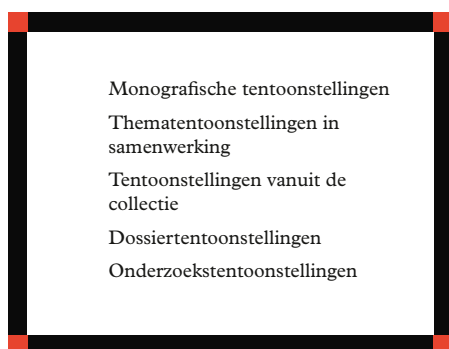 Monografische tentoonstellingen
Thematentoonstellingen in
samenwerking
Tentoonstellingen vanuit de
collectie
Dossiertentoonstellingen
Onderzoekstentoonstellingen